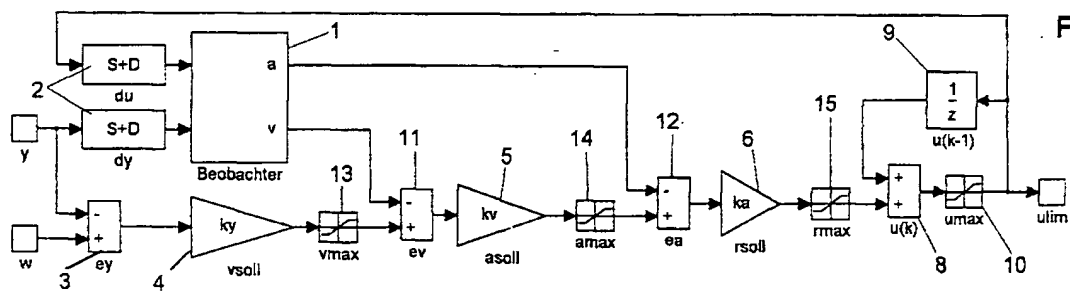 F
1
9
a
S+D
2
du
v
S+D
y
dy
Beobachter
11
13
5
14
12
6
15
1
z
u(k-1)
-
+
w
3
ey
4
ky
vsoll
vmax
-
+
ev
kv
asoll
amax
-
+
ea
ka
rsoll
rmax
+
+
u(k)
8
umax
10
ulim